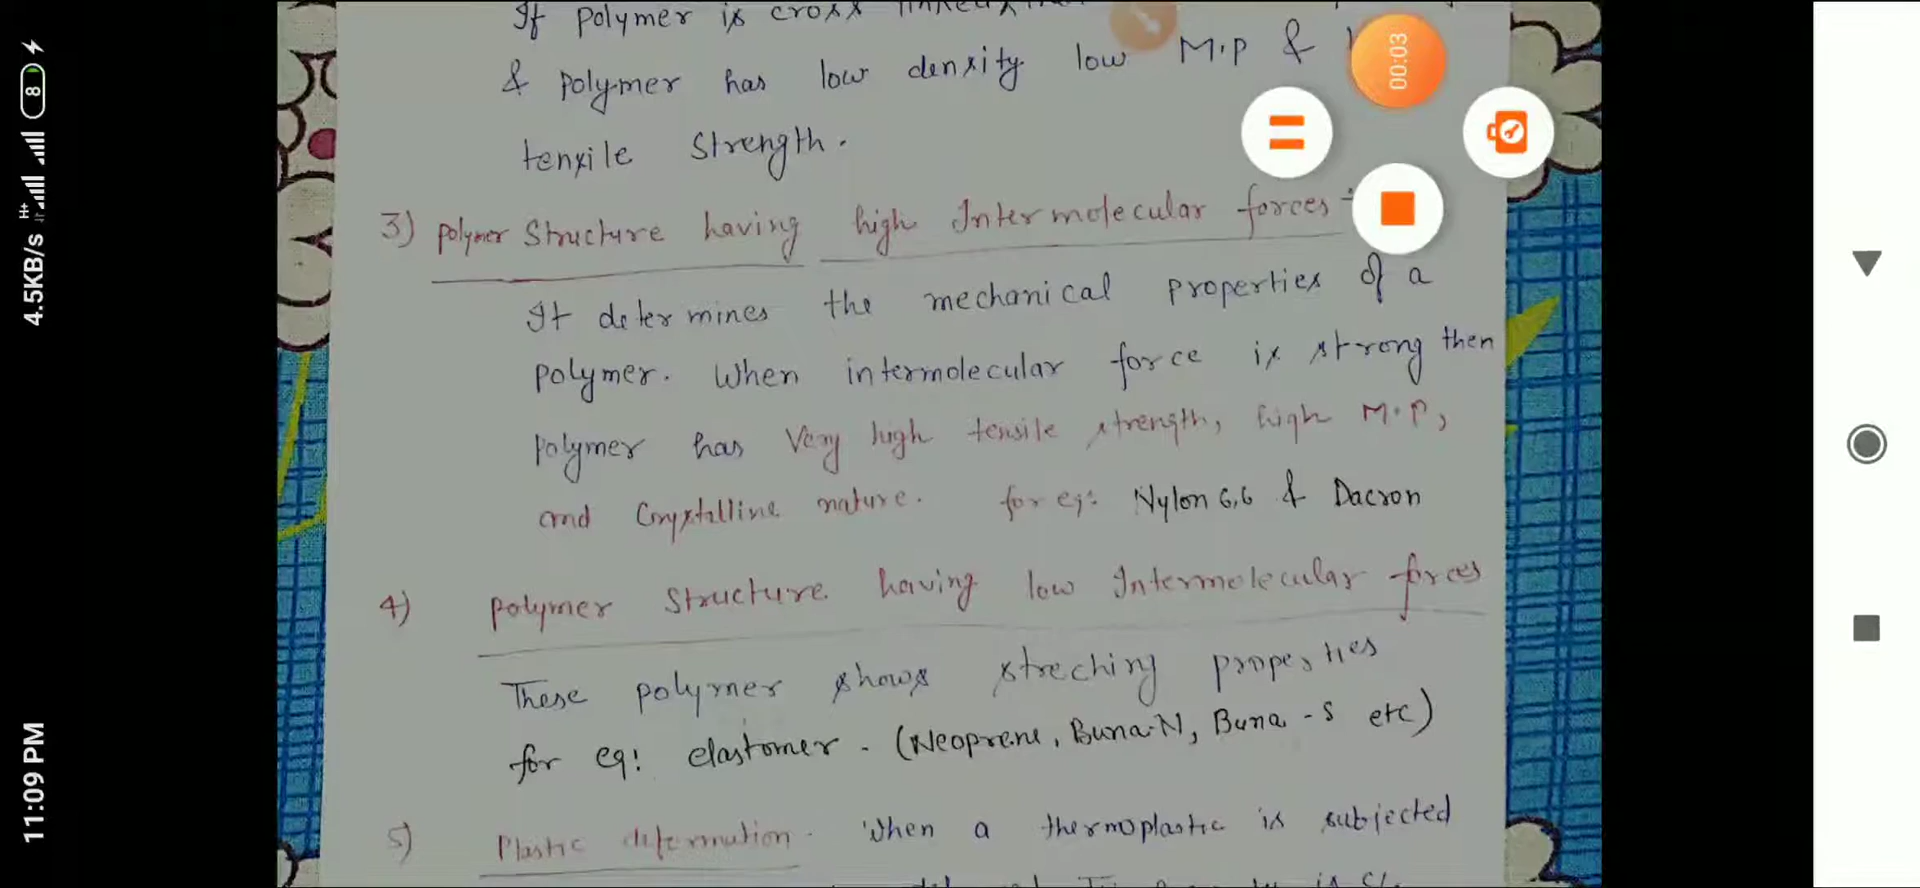 If polymer is cross
& polymer has low density low M.P &
tensile Strength.
3) polymer Structure having high Intermolecular forces
It determines the mechanical properties of a
polymer. When intermolecular force is strong then
polymer has Very high tensile strength, high M.P,
and Crystalline nature. for eg: Nylon 6,6 & Dacron
4) polymer Structure having low Intermolecular forces
These polymer shows streching properties
for eg: elastomer. (Neoprene, Buna-N, Buna-S etc)
5) Plastic deformation. When a thermoplastic is subjected
00:03
8
H+
4.5KB/s
11:09 PM